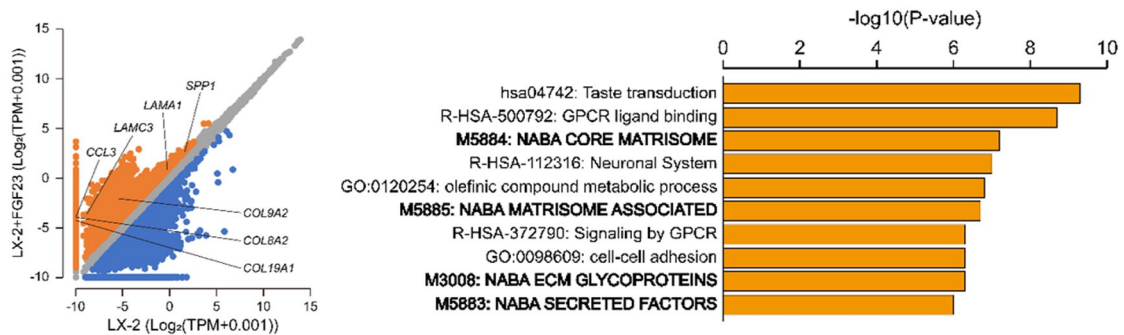 15
10
5
0
-5
-10
LX-2+FGF23 (Log₂(TPM+0.001))
SPP1
LAMA1
LAMC3
CCL3
COL9A2
COL8A2
COL19A1
-10 -5 0 5 10 15
LX-2 (Log₂(TPM+0.001))
-log10(P-value)
0 2 4 6 8 10
hsa04742: Taste transduction
R-HSA-500792: GPCR ligand binding
M5884: NABA CORE MATRISOME
R-HSA-112316: Neuronal System
GO:0120254: olefinic compound metabolic process
M5885: NABA MATRISOME ASSOCIATED
R-HSA-372790: Signaling by GPCR
GO:0098609: cell-cell adhesion
M3008: NABA ECM GLYCOPROTEINS
M5883: NABA SECRETED FACTORS